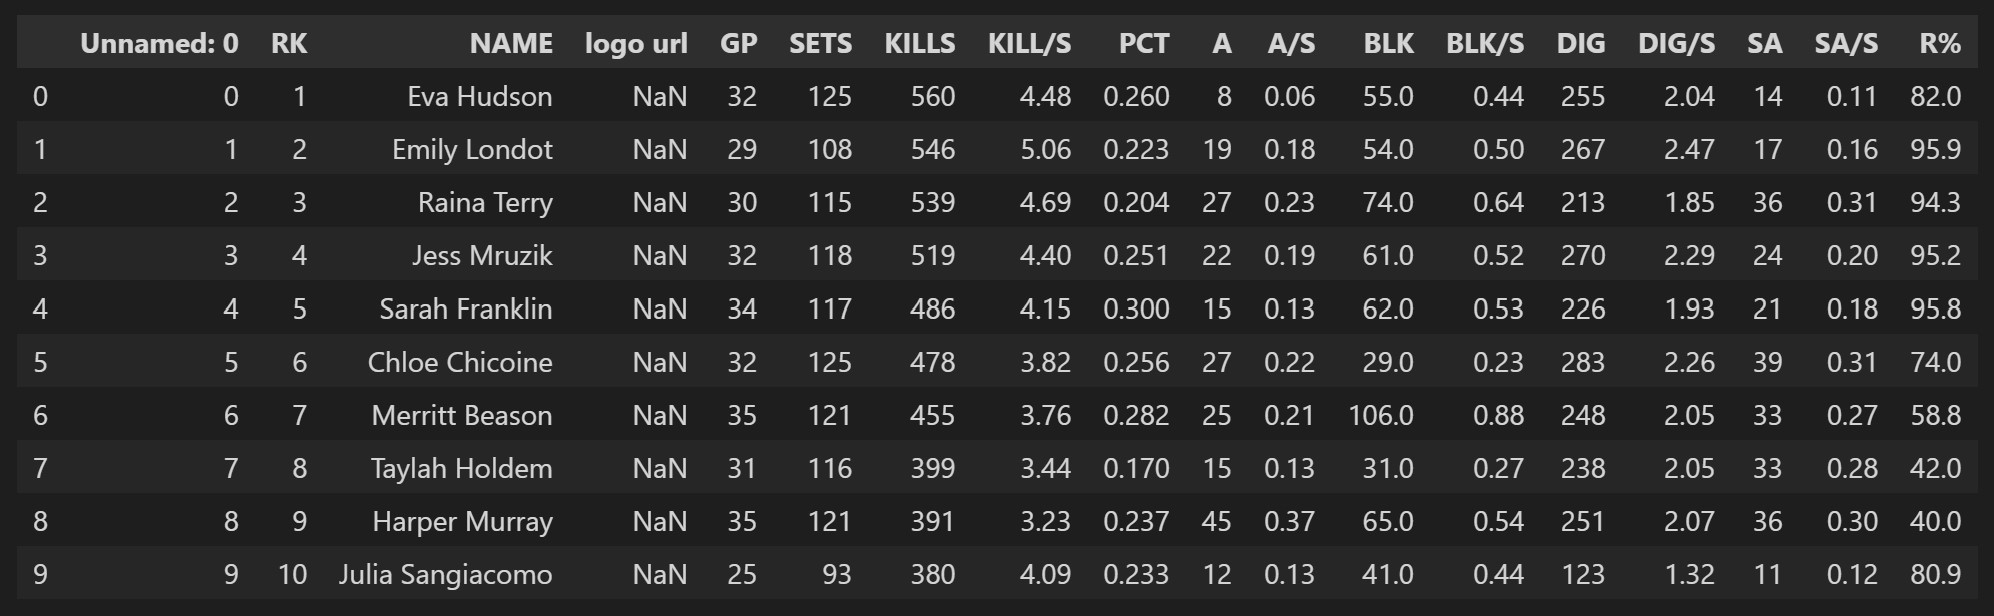 Unnamed: 0 RK NAME logo url GP SETS KILLS KILL/S PCT A A/S BLK BLK/S DIG DIG/S SA SA/S R%
0 0 1 Eva Hudson NaN 32 125 560 4.48 0.260 8 0.06 55.0 0.44 255 2.04 14 0.11 82.0
1 1 2 Emily Londot NaN 29 108 546 5.06 0.223 19 0.18 54.0 0.50 267 2.47 17 0.16 95.9
2 2 3 Raina Terry NaN 30 115 539 4.69 0.204 27 0.23 74.0 0.64 213 1.85 36 0.31 94.3
3 3 4 Jess Mruzik NaN 32 118 519 4.40 0.251 22 0.19 61.0 0.52 270 2.29 24 0.20 95.2
4 4 5 Sarah Franklin NaN 34 117 486 4.15 0.300 15 0.13 62.0 0.53 226 1.93 21 0.18 95.8
5 5 6 Chloe Chicoine NaN 32 125 478 3.82 0.256 27 0.22 29.0 0.23 283 2.26 39 0.31 74.0
6 6 7 Merritt Beason NaN 35 121 455 3.76 0.282 25 0.21 106.0 0.88 248 2.05 33 0.27 58.8
7 7 8 Taylah Holdem NaN 31 116 399 3.44 0.170 15 0.13 31.0 0.27 238 2.05 33 0.28 42.0
8 8 9 Harper Murray NaN 35 121 391 3.23 0.237 45 0.37 65.0 0.54 251 2.07 36 0.30 40.0
9 9 10 Julia Sangiacomo NaN 25 93 380 4.09 0.233 12 0.13 41.0 0.44 123 1.32 11 0.12 80.9